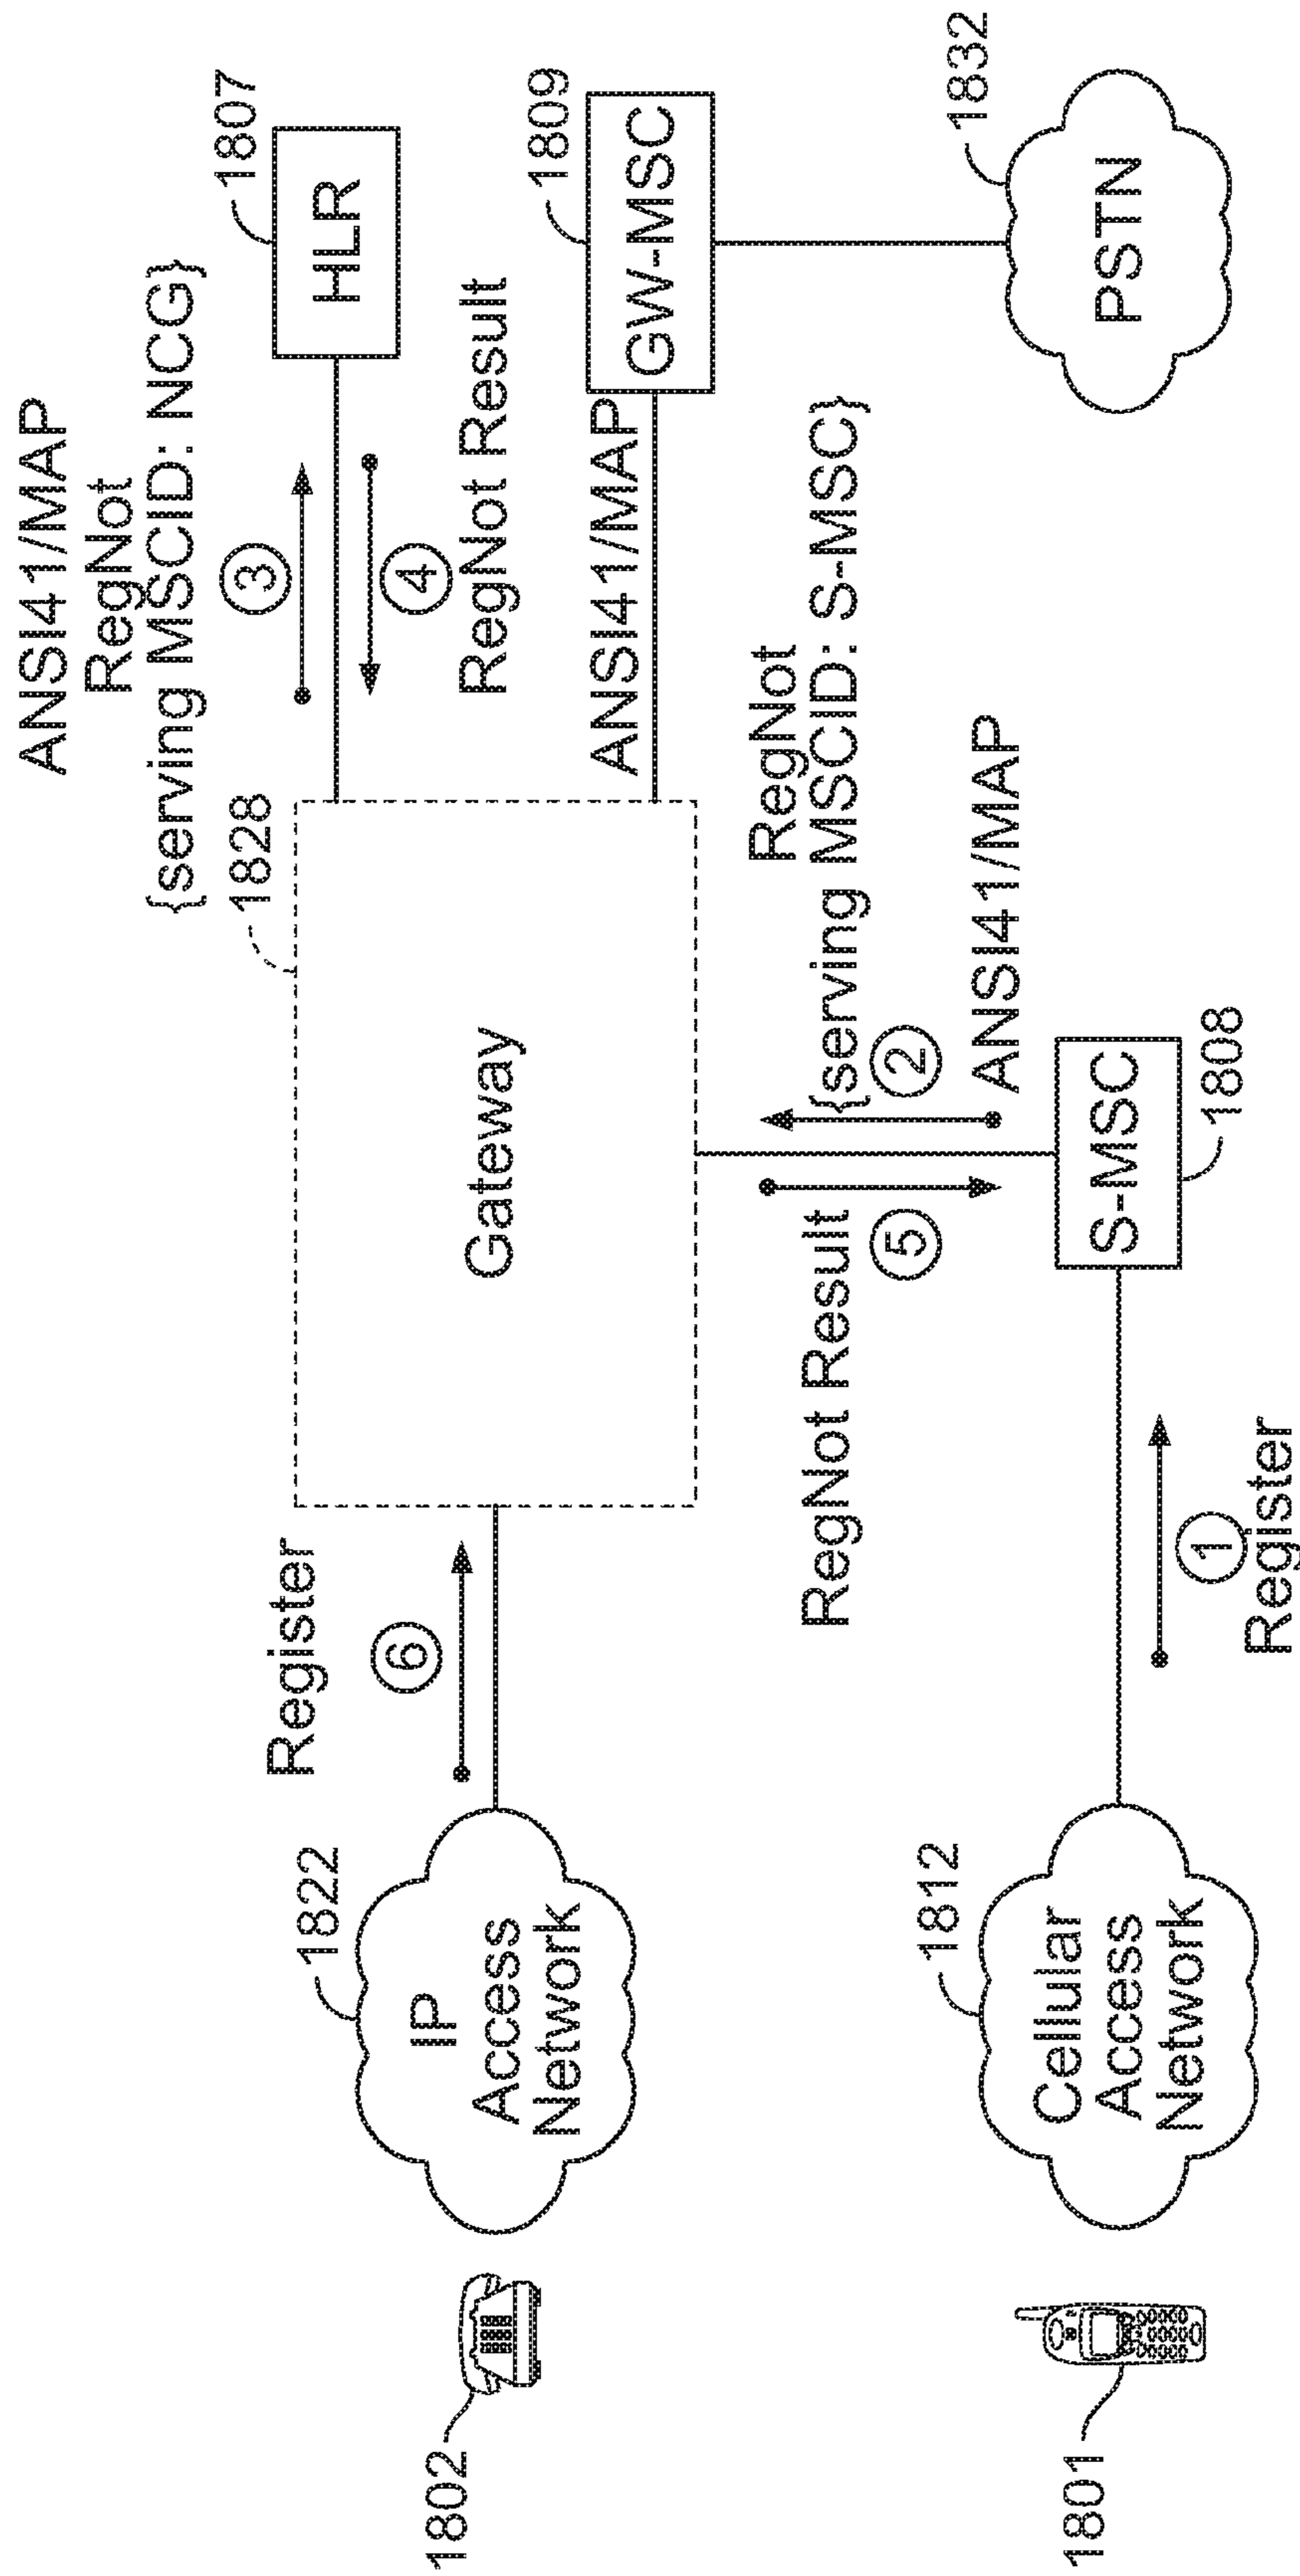 ANSI41/MAP
RegNot
{serving MSCID: NCG}
1807
HLR
3
4
RegNot Result
1828
Gateway
1809
GW-MSC
ANSI41/MAP
1832
PSTN
RegNot
{serving MSCID: S-MSC}
2
ANSI41/MAP
RegNot Result
5
S-MSC
1808
Register
6
1822
IP
Access
Network
1802
1
Register
1812
Cellular
Access
Network
1801